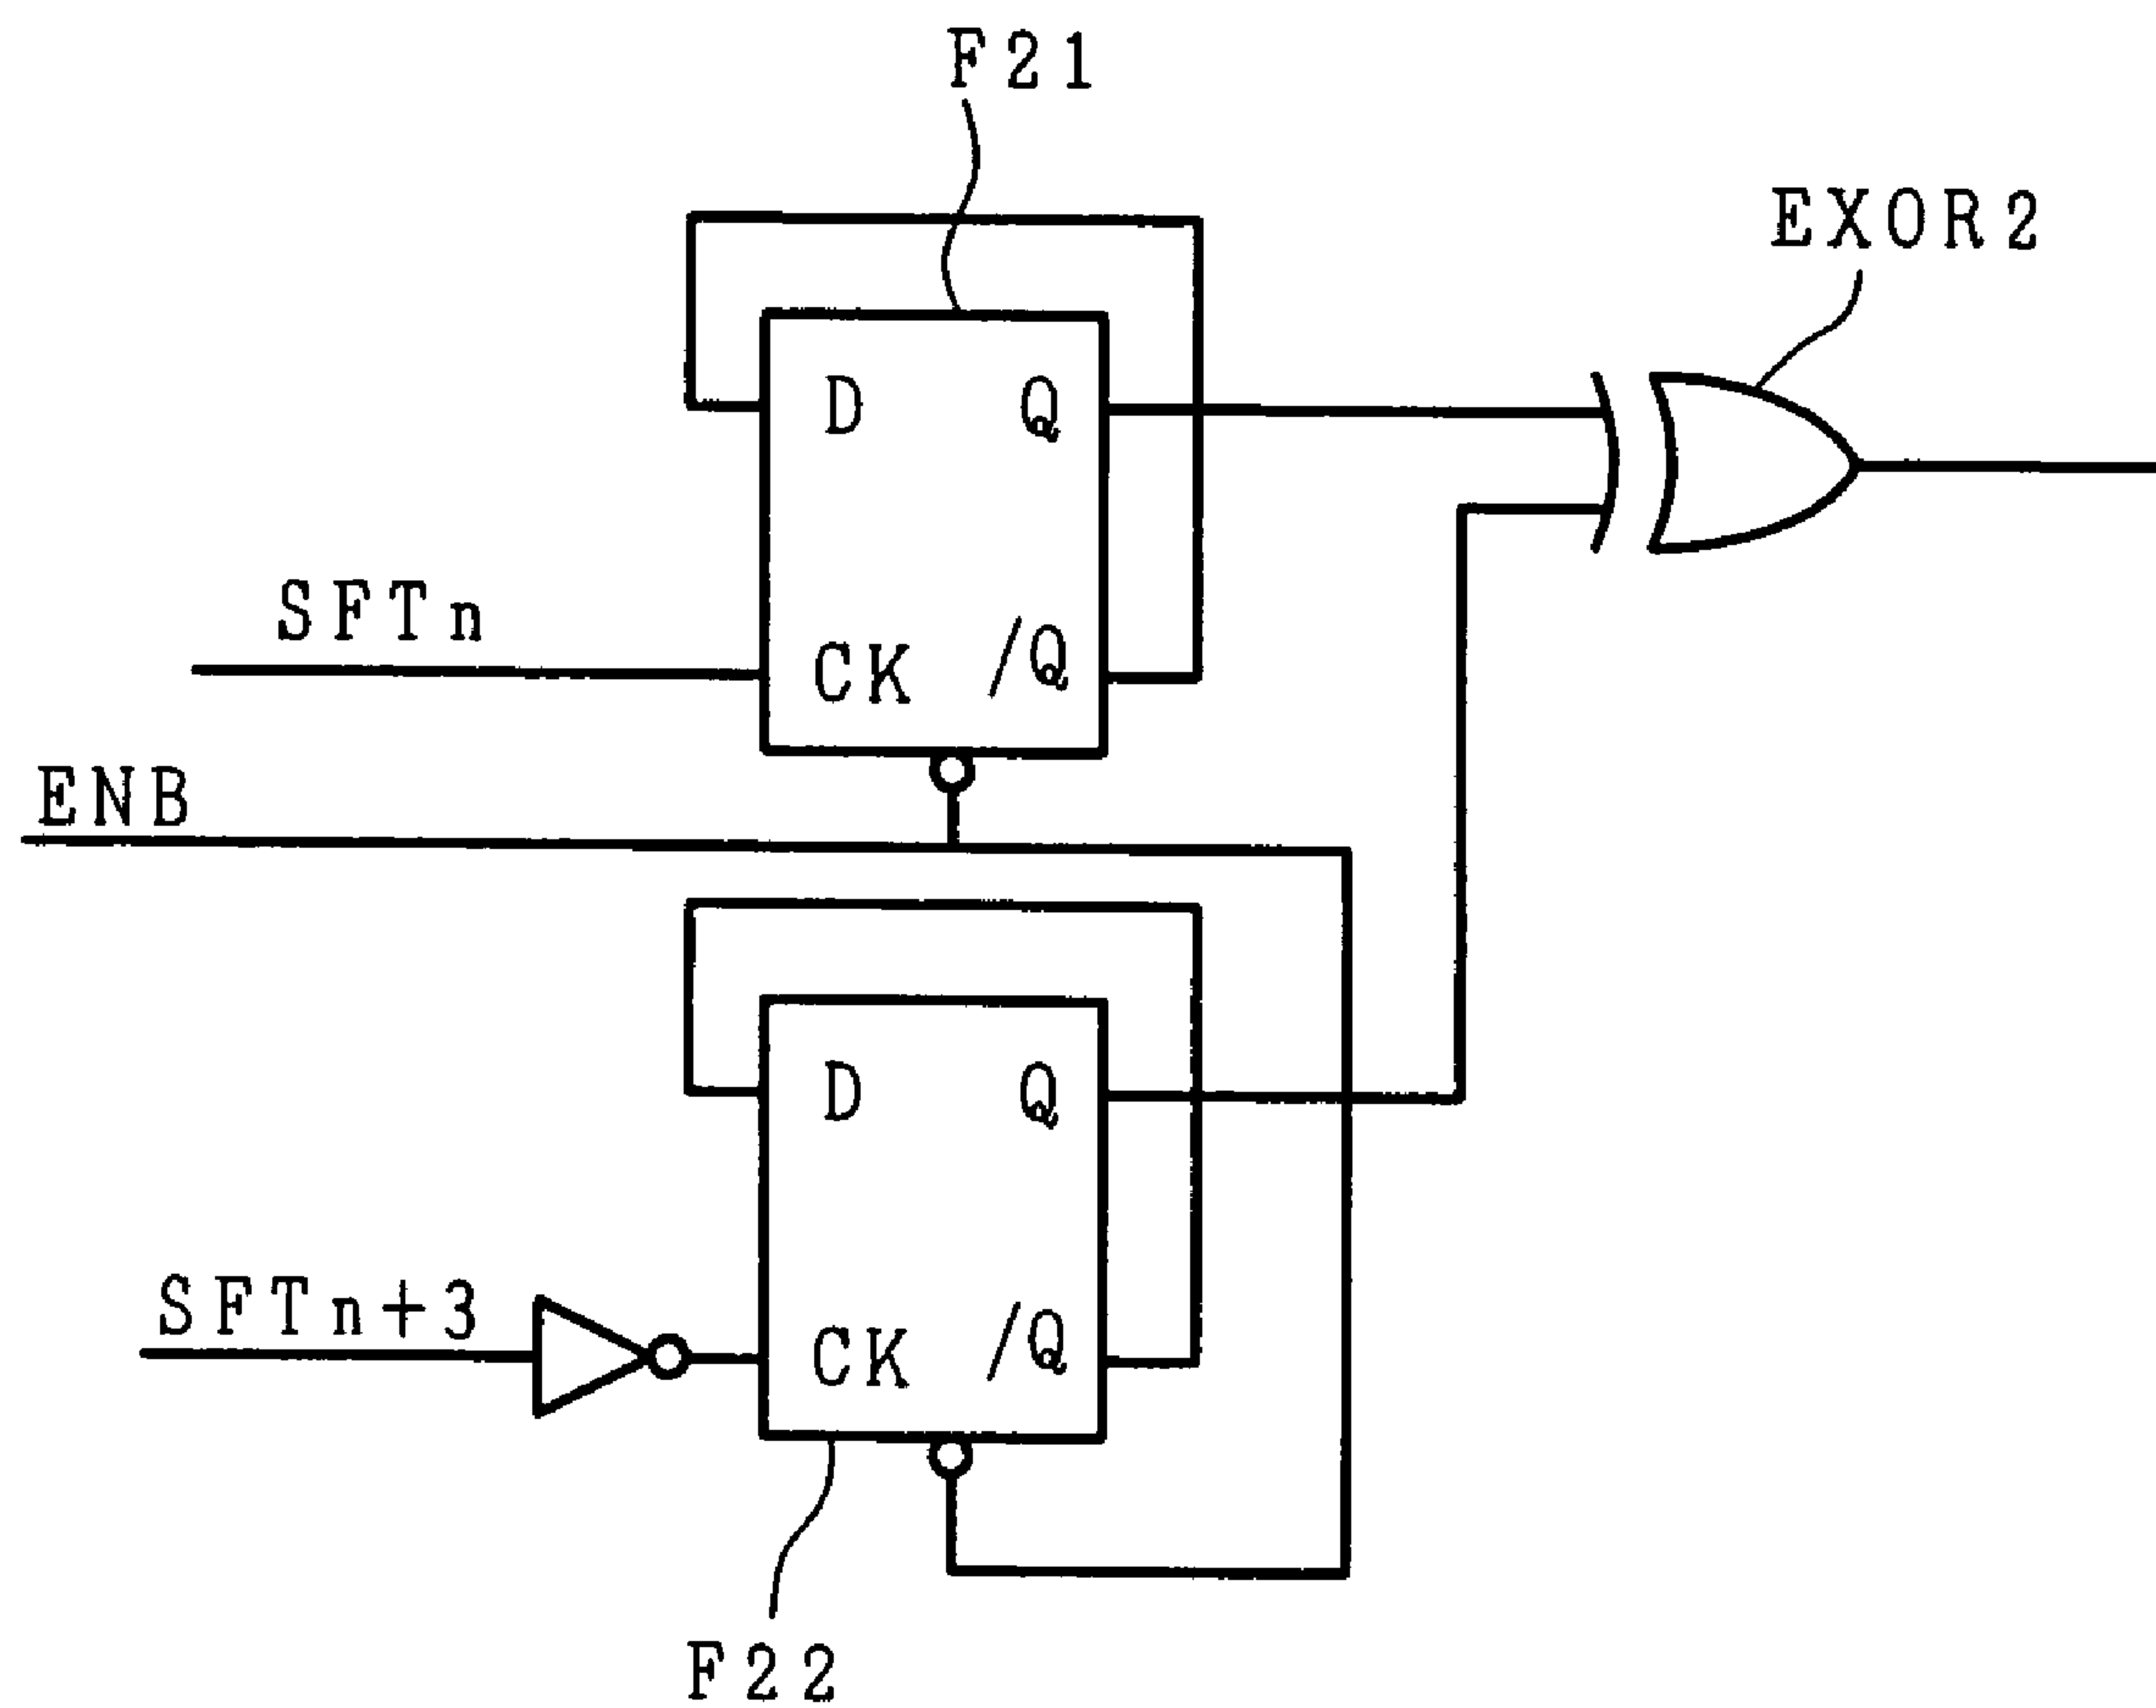 F21
EXOR2
D Q
SFTn
CK /Q
ENB
D Q
SFTn+3
CK /Q
F22